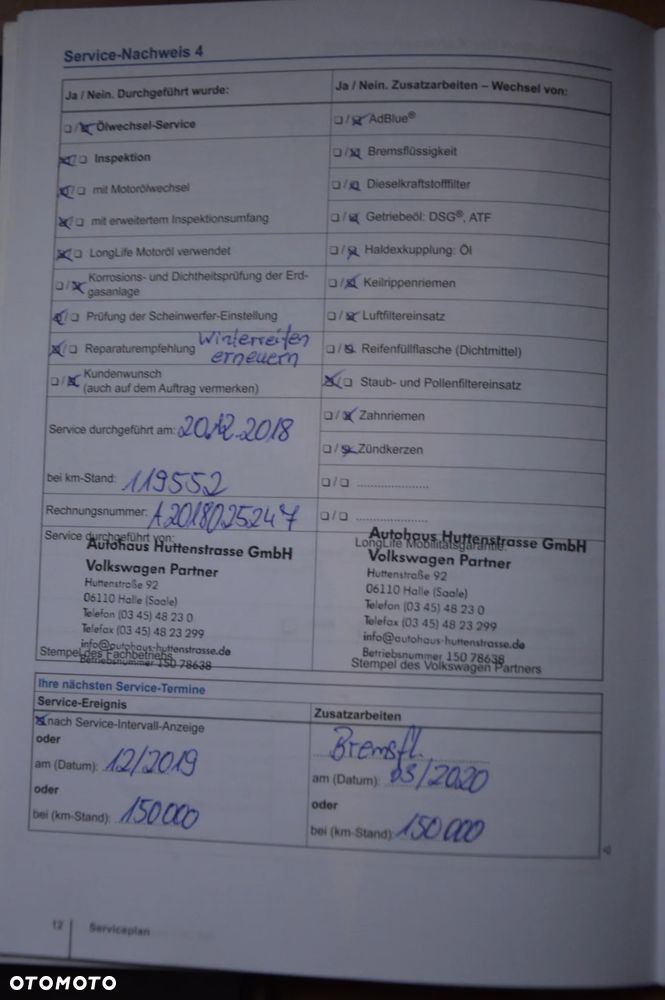 Service-Nachweis 4
Ja / Nein. Durchgeführt wurde:
❑ / ☒ Ölwechsel-Service
☒ / ❑ Inspektion
☒ / ❑ mit Motorölwechsel
☒ / ❑ mit erweitertem Inspektionsumfang
☒ / ❑ LongLife Motoröl verwendet
❑ / ☒ Korrosions- und Dichtheitsprüfung der Erd-
gasanlage
☒ / ❑ Prüfung der Scheinwerfer-Einstellung
☒ / ❑ Reparaturempfehlung Winterreifen
erneuern
❑ / ☒ Kundenwunsch
(auch auf dem Auftrag vermerken)
Service durchgeführt am: 20.12.2018
bei km-Stand: 119552
Rechnungsnummer: A2018025247
Service durchgeführt von:
Autohaus Huttenstrasse GmbH
Volkswagen Partner
Huttenstraße 92
06110 Halle (Saale)
Telefon (03 45) 48 23 0
Telefax (03 45) 48 23 299
info@autohaus-huttenstrasse.de
Betriebsnummer 150 78638
Stempel des Fachbetriebs
Ja / Nein. Zusatzarbeiten – Wechsel von:
❑ / ☒ AdBlue®
❑ / ☒ Bremsflüssigkeit
❑ / ☒ Dieselkraftstofffilter
❑ / ☒ Getriebeöl: DSG®, ATF
❑ / ☒ Haldexkupplung: Öl
❑ / ☒ Keilrippenriemen
❑ / ☒ Luftfiltereinsatz
❑ / ☒ Reifenfüllflasche (Dichtmittel)
☒ / ❑ Staub- und Pollenfiltereinsatz
❑ / ☒ Zahnriemen
❑ / ☒ Zündkerzen
❑ / ❑ ....................
❑ / ❑ ....................
LongLife Mobilitätsgarantie:
Autohaus Huttenstrasse GmbH
Volkswagen Partner
Huttenstraße 92
06110 Halle (Saale)
Telefon (03 45) 48 23 0
Telefax (03 45) 48 23 299
info@autohaus-huttenstrasse.de
Betriebsnummer 150 78638
Stempel des Volkswagen Partners
Ihre nächsten Service-Termine
Service-Ereignis
☒ nach Service-Intervall-Anzeige
oder
am (Datum): 12/2019
oder
bei (km-Stand): 150000
Zusatzarbeiten
Bremsfl.
am (Datum): 03/2020
oder
bei (km-Stand): 150000
12 Serviceplan
OTOMOTO